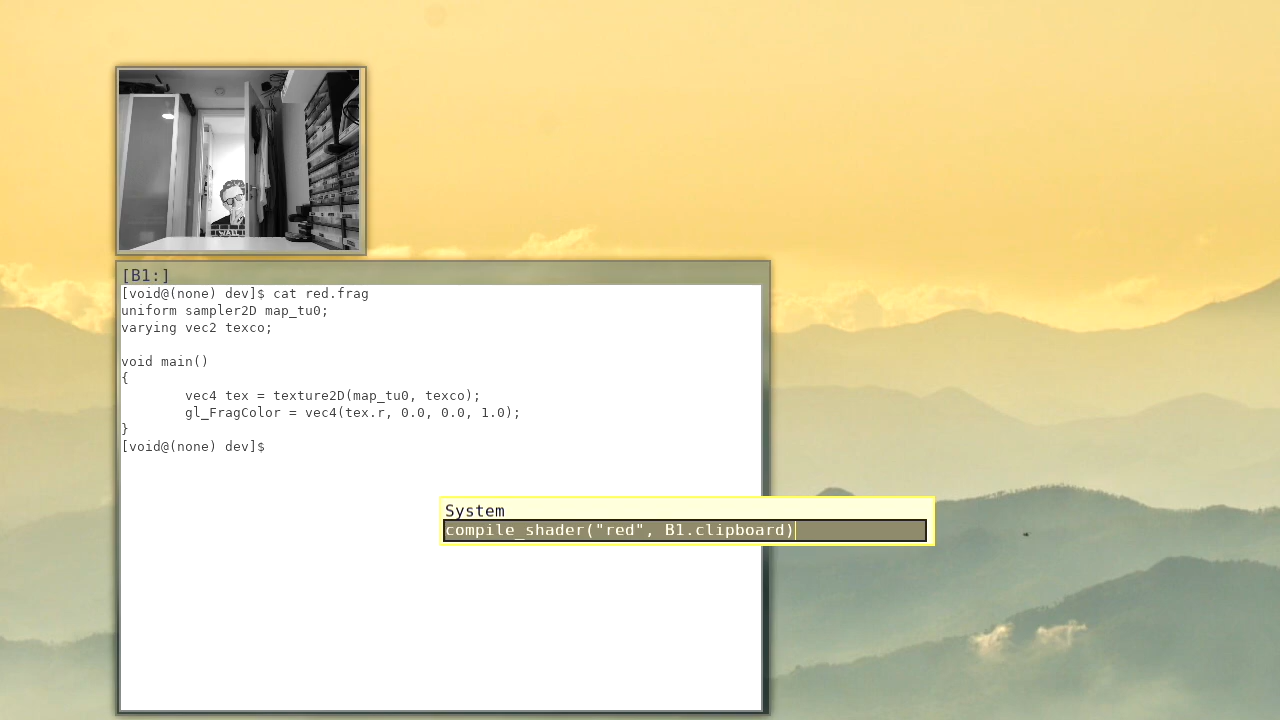 [B1:]
[void@(none) dev]$ cat red.frag
uniform sampler2D map_tu0;
varying vec2 texco;
void main()
{
        vec4 tex = texture2D(map_tu0, texco);
        gl_FragColor = vec4(tex.r, 0.0, 0.0, 1.0);
}
[void@(none) dev]$
System
compile_shader("red", B1.clipboard)